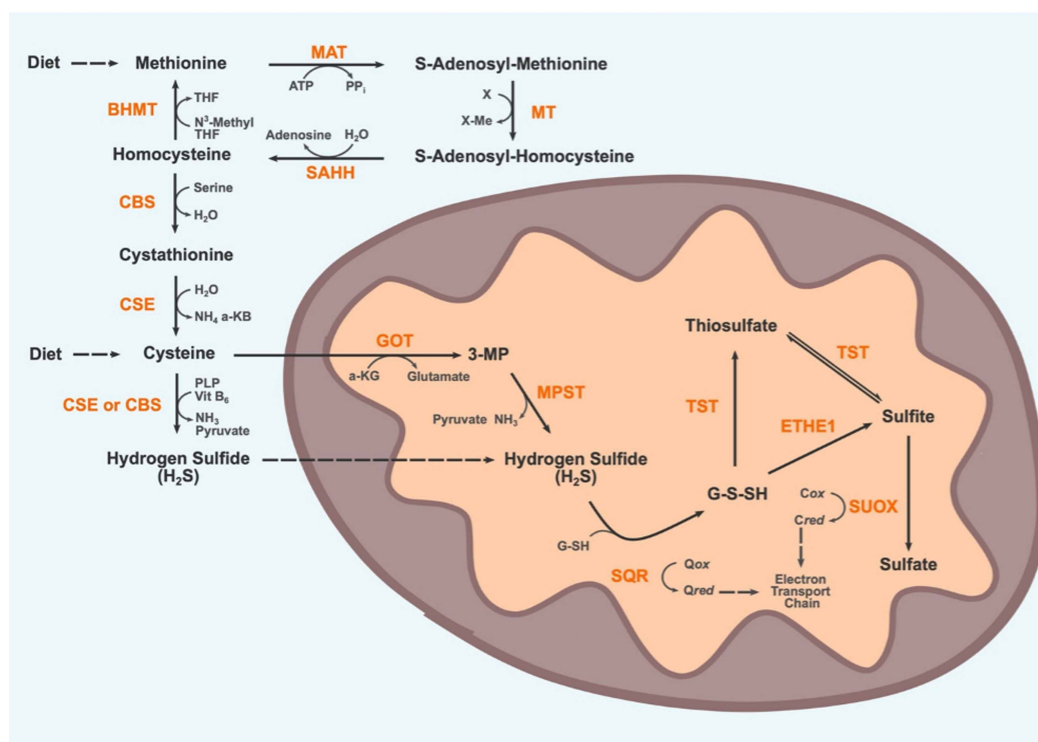 Diet
Methionine
MAT
ATP
PPi
S-Adenosyl-Methionine
BHMT
THF
N³-Methyl
THF
X
X-Me
MT
Homocysteine
Adenosine
H₂O
SAHH
S-Adenosyl-Homocysteine
CBS
Serine
H₂O
Cystathionine
CSE
H₂O
NH₄ a-KB
Diet
Cysteine
GOT
a-KG
Glutamate
3-MP
CSE or CBS
PLP
Vit B₆
NH₃
Pyruvate
MPST
Pyruvate NH₃
Hydrogen Sulfide
(H₂S)
Hydrogen Sulfide
(H₂S)
Thiosulfate
TST
TST
ETHE1
Sulfite
G-S-SH
G-SH
Cox
Cred
SUOX
SQR
Qox
Qred
Electron
Transport
Chain
Sulfate